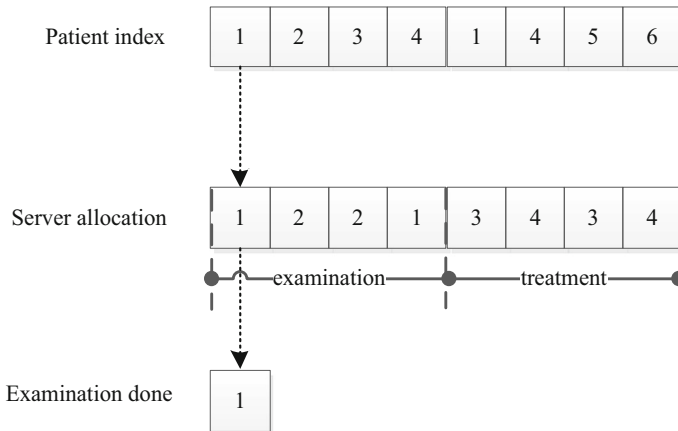 Patient index 1 2 3 4 1 4 5 6
Server allocation 1 2 2 1 3 4 3 4
examination treatment
Examination done 1